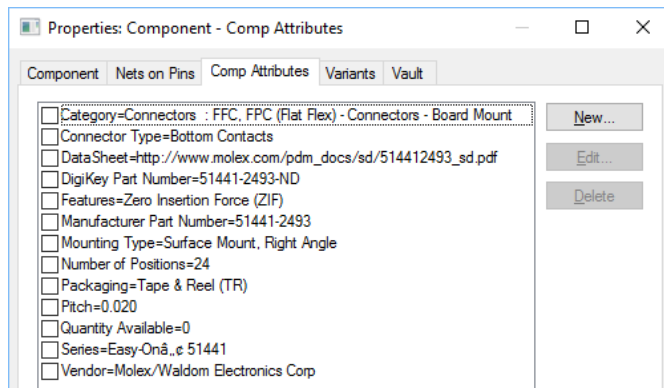 Properties: Component - Comp Attributes
Component Nets on Pins Comp Attributes Variants Vault
Category=Connectors : FFC, FPC (Flat Flex) - Connectors - Board Mount
New...
Connector Type=Bottom Contacts
DataSheet=http://www.molex.com/pdm_docs/sd/514412493_sd.pdf
Edit...
DigiKey Part Number=51441-2493-ND
Features=Zero Insertion Force (ZIF)
Delete
Manufacturer Part Number=51441-2493
Mounting Type=Surface Mount, Right Angle
Number of Positions=24
Packaging=Tape & Reel (TR)
Pitch=0.020
Quantity Available=0
Series=Easy-Onâ„¢ 51441
Vendor=Molex/Waldom Electronics Corp